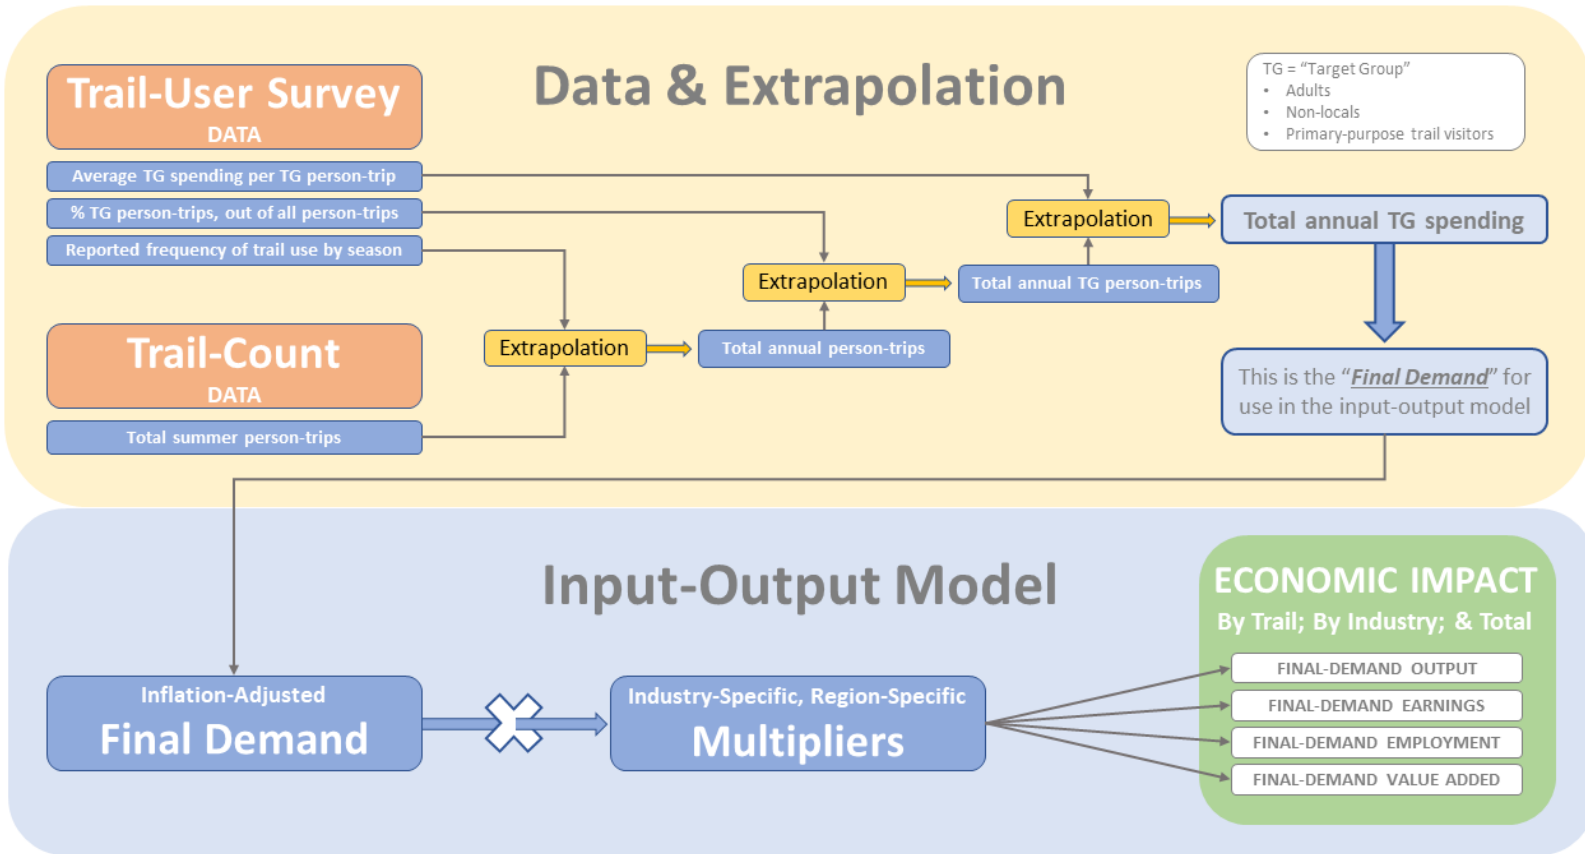 Data & Extrapolation
Trail-User Survey
DATA
Average TG spending per TG person-trip
% TG person-trips, out of all person-trips
Reported frequency of trail use by season
Trail-Count
DATA
Total summer person-trips
Extrapolation
Total annual person-trips
Extrapolation
Total annual TG person-trips
Extrapolation
TG = “Target Group”
• Adults
• Non-locals
• Primary-purpose trail visitors
Total annual TG spending
This is the “Final Demand” for
use in the input-output model
Input-Output Model
Inflation-Adjusted
Final Demand
Industry-Specific, Region-Specific
Multipliers
ECONOMIC IMPACT
By Trail; By Industry; & Total
FINAL-DEMAND OUTPUT
FINAL-DEMAND EARNINGS
FINAL-DEMAND EMPLOYMENT
FINAL-DEMAND VALUE ADDED